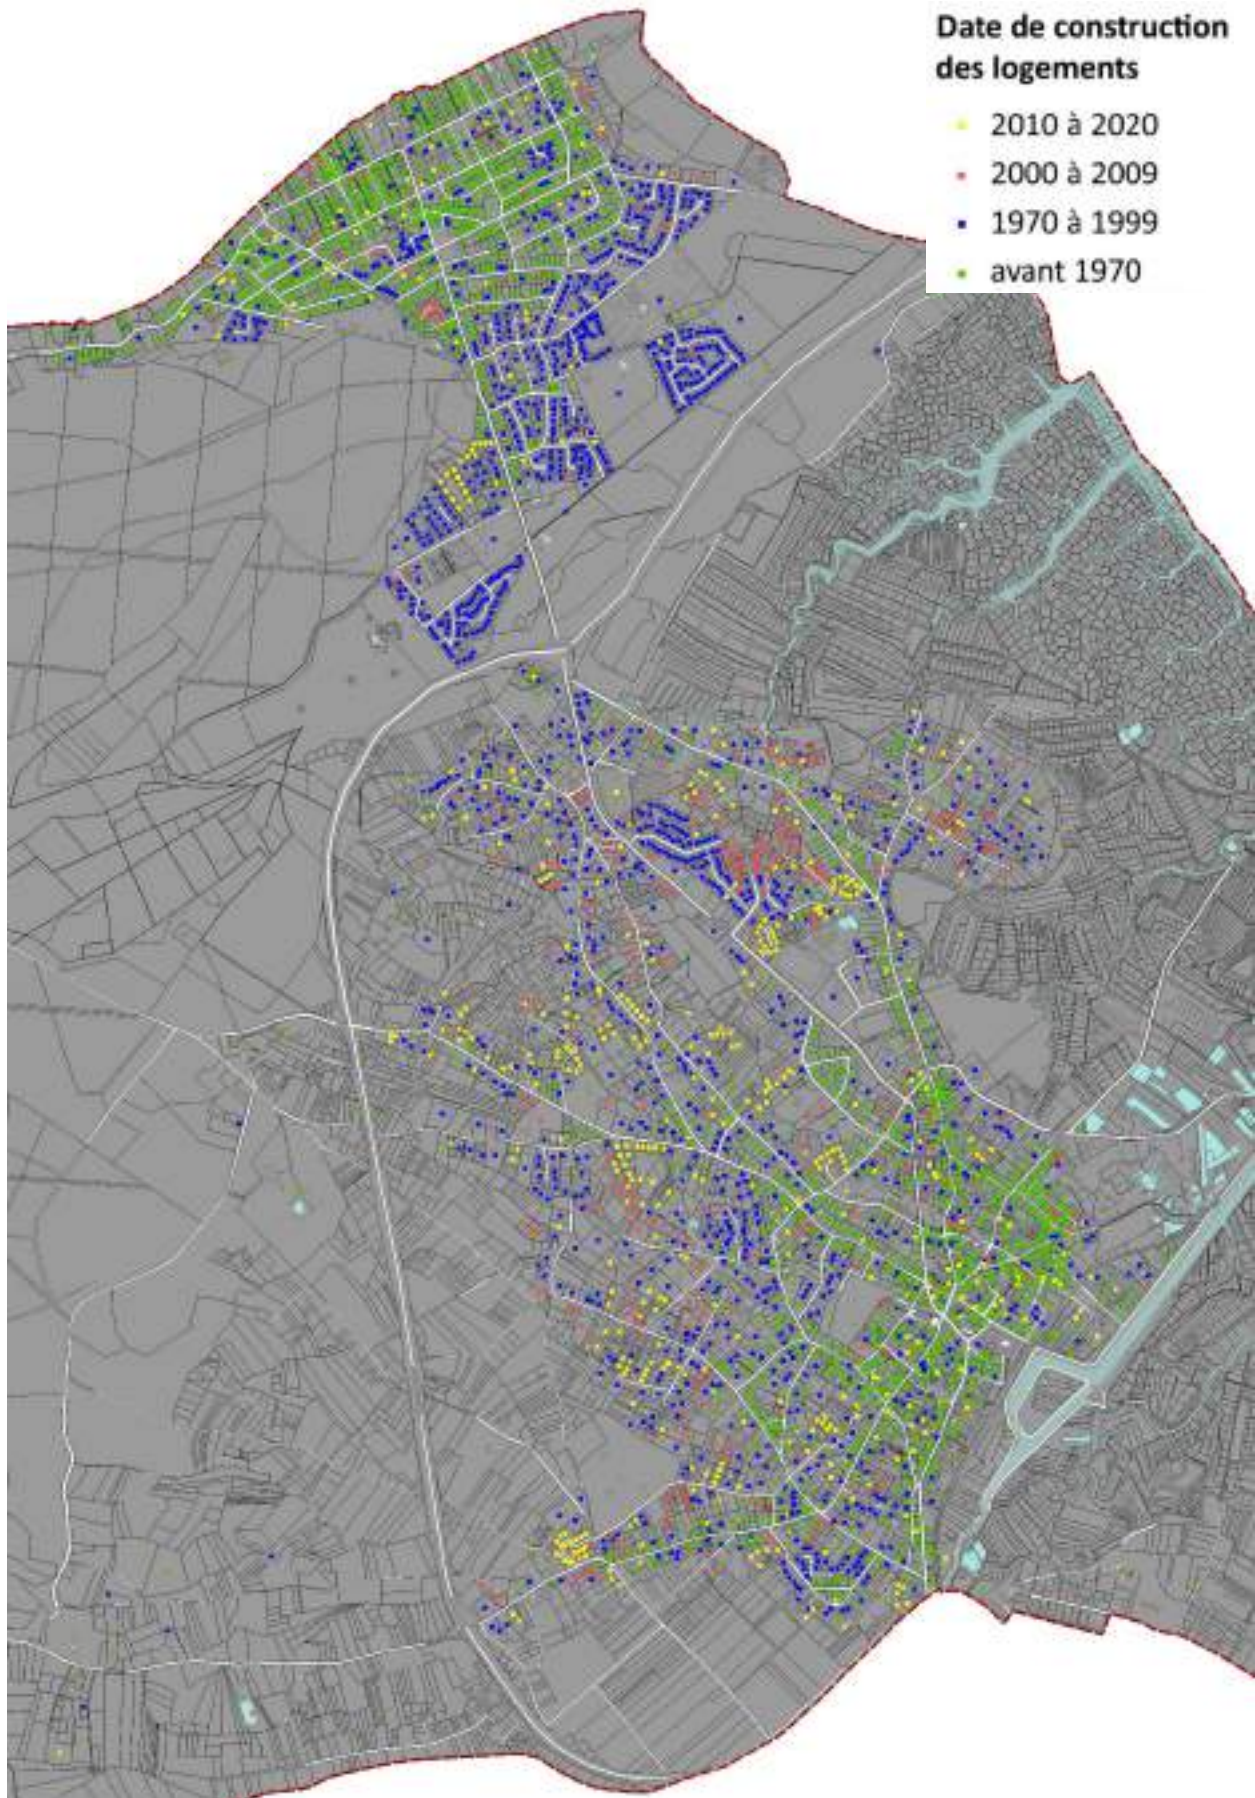 Date de construction
des logements
2010 à 2020
2000 à 2009
1970 à 1999
avant 1970